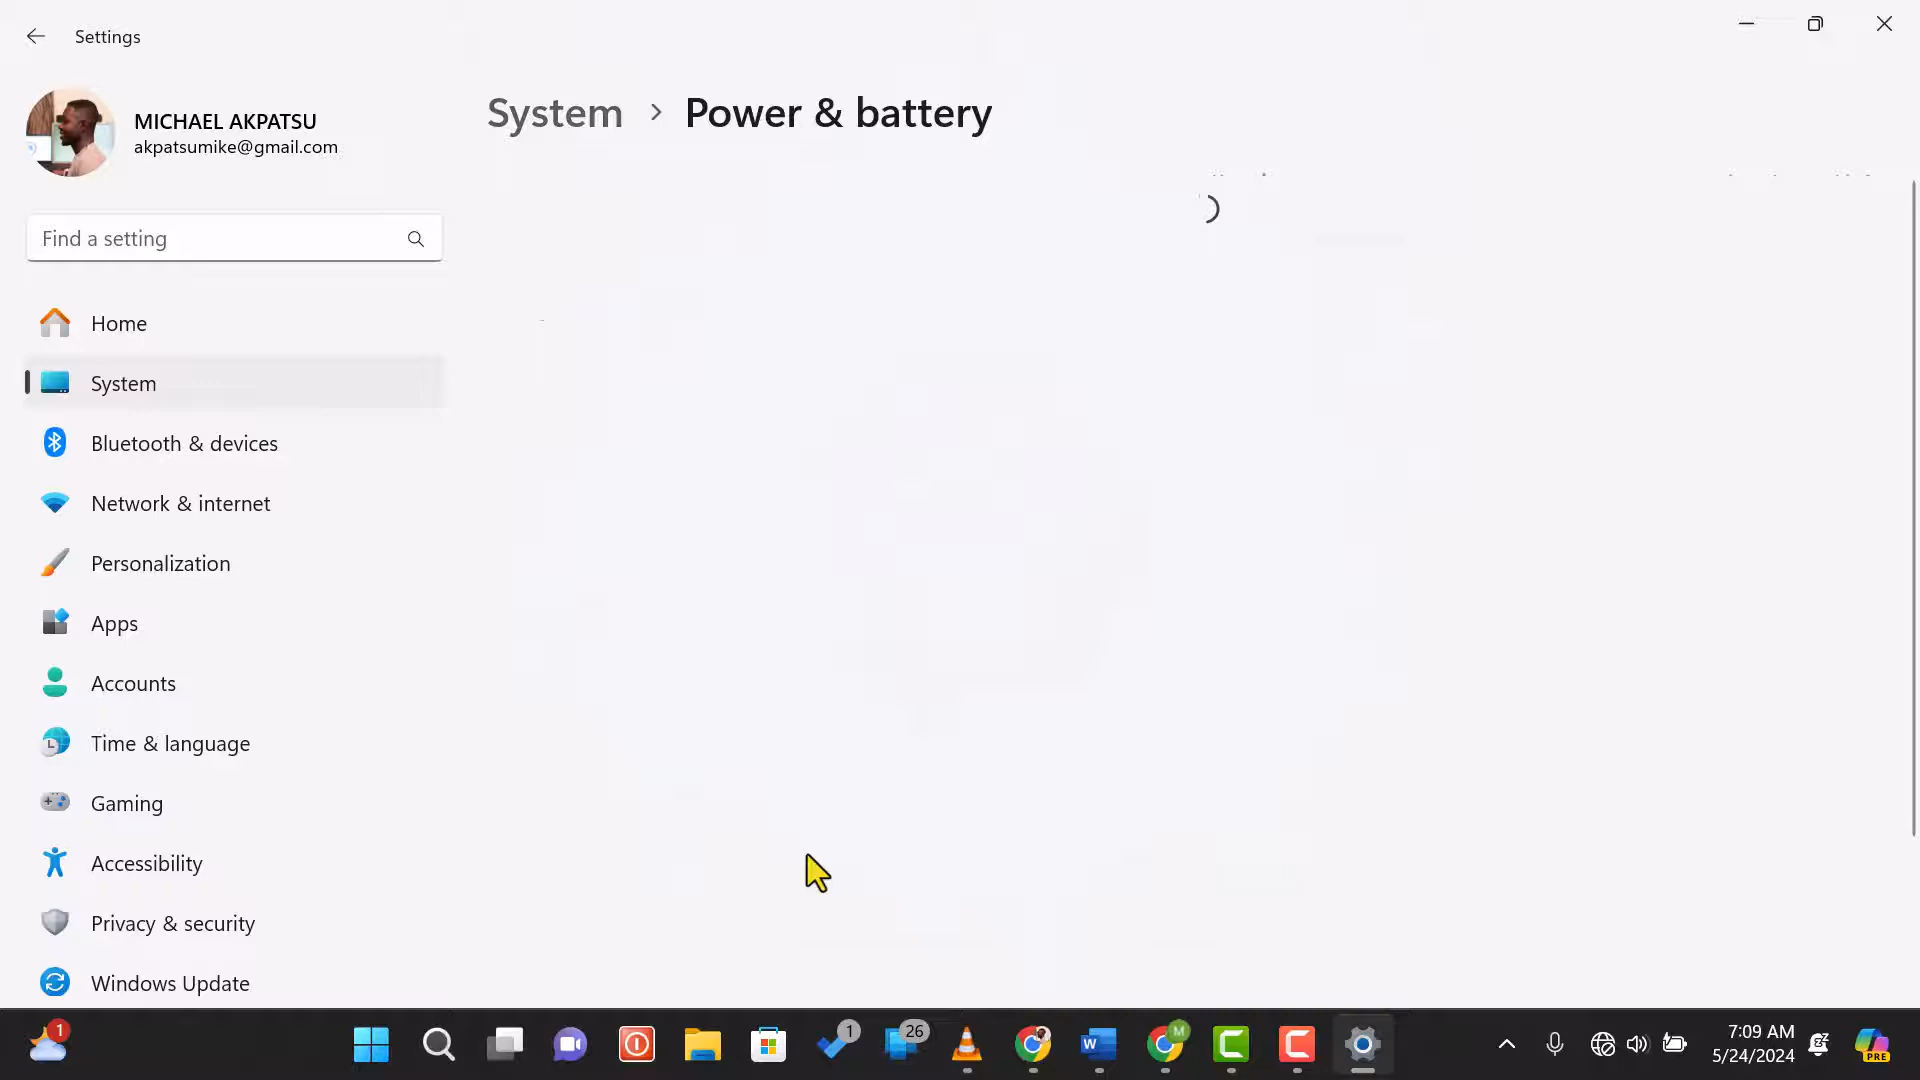 Settings
MICHAEL AKPATSU
akpatsumike@gmail.com
System > Power & battery
Find a setting
Home
System
Bluetooth & devices
Network & internet
Personalization
Apps
Accounts
Time & language
Gaming
Accessibility
Privacy & security
Windows Update
1
1
26
W
M
7:09 AM
5/24/2024
PRE